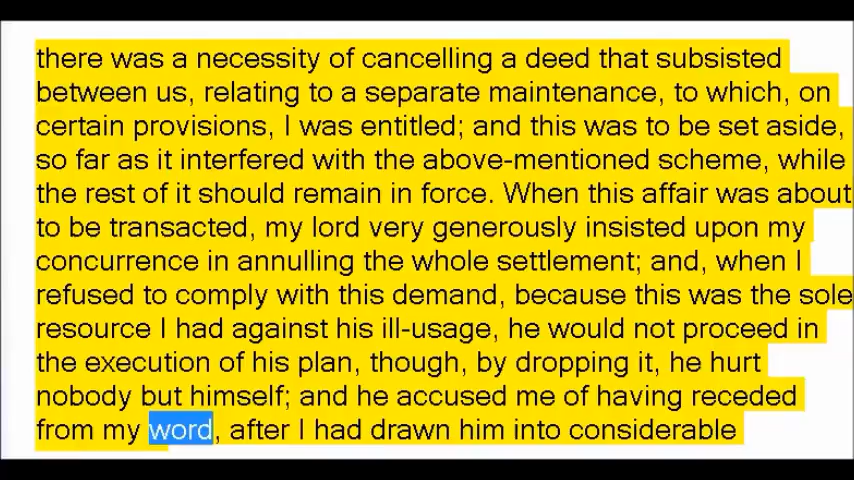 there was a necessity of cancelling a deed that subsisted
between us, relating to a separate maintenance, to which, on
certain provisions, I was entitled; and this was to be set aside,
so far as it interfered with the above-mentioned scheme, while
the rest of it should remain in force. When this affair was about
to be transacted, my lord very generously insisted upon my
concurrence in annulling the whole settlement; and, when I
refused to comply with this demand, because this was the sole
resource I had against his ill-usage, he would not proceed in
the execution of his plan, though, by dropping it, he hurt
nobody but himself; and he accused me of having receded
from my word, after I had drawn him into considerable